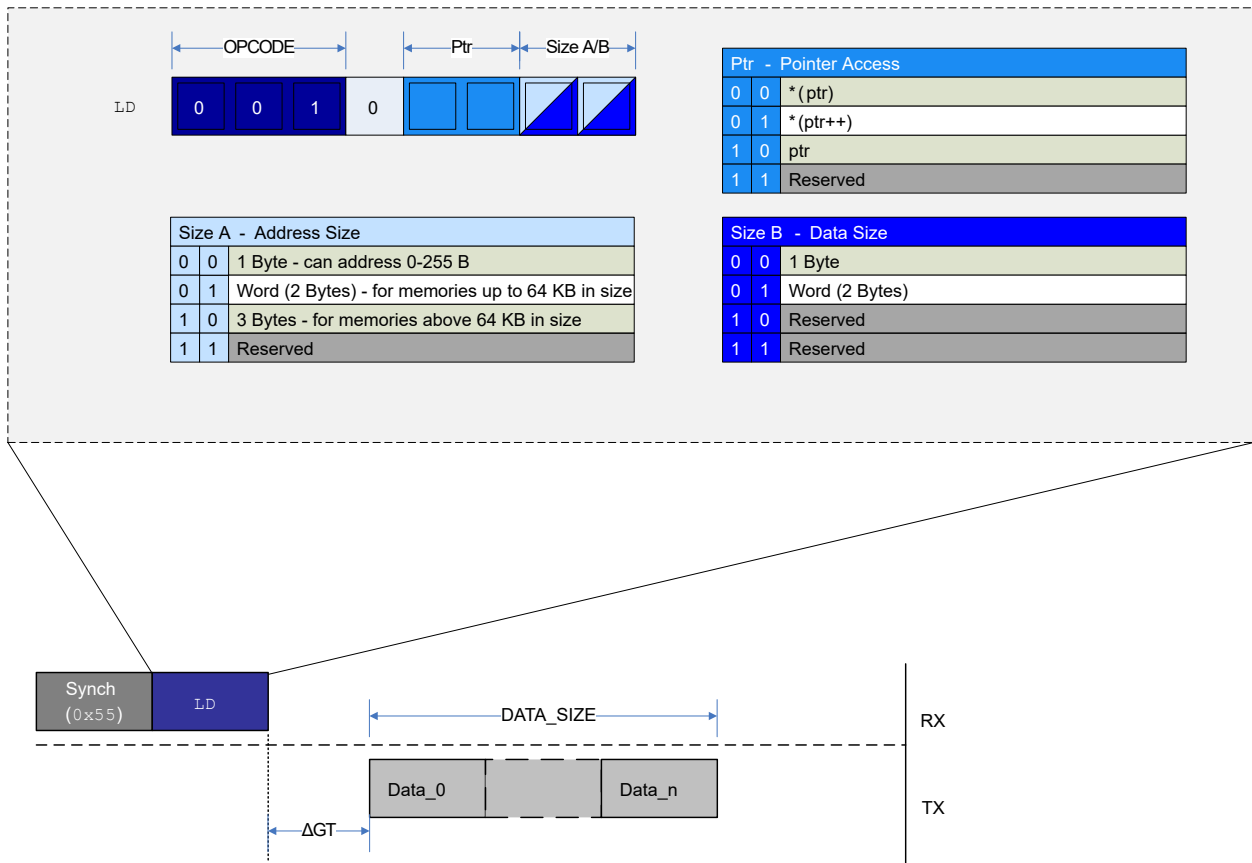 OPCODE Ptr Size A/B
LD 0 0 1 0
Ptr - Pointer Access
0 0 *(ptr)
0 1 *(ptr++)
1 0 ptr
1 1 Reserved
Size A - Address Size
0 0 1 Byte - can address 0-255 B
0 1 Word (2 Bytes) - for memories up to 64 KB in size
1 0 3 Bytes - for memories above 64 KB in size
1 1 Reserved
Size B - Data Size
0 0 1 Byte
0 1 Word (2 Bytes)
1 0 Reserved
1 1 Reserved
Synch
(0x55)
LD
DATA_SIZE
RX
Data_0 Data_n
TX
ΔGT